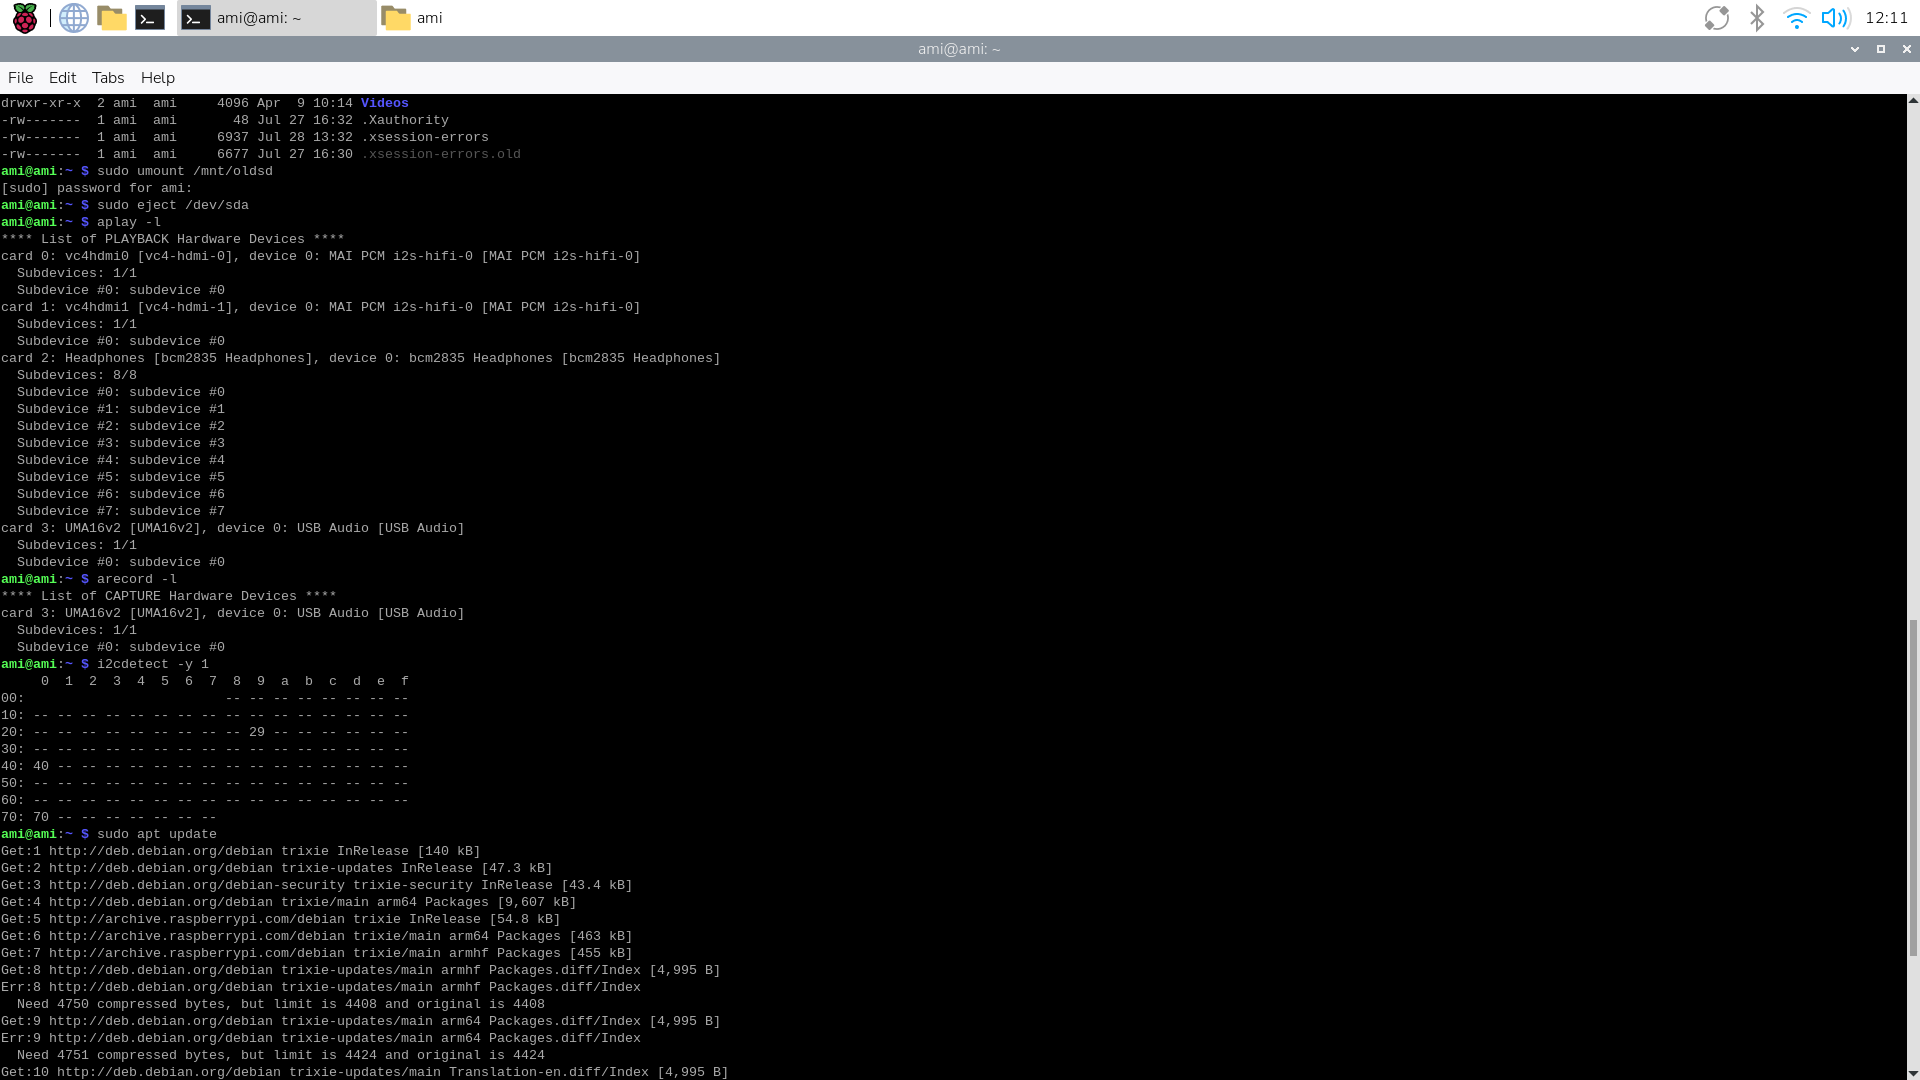 ami@ami: ~
ami
12:11
ami@ami: ~
File Edit Tabs Help
drwxr-xr-x  2 ami  ami     4096 Apr  9 10:14 Videos
-rw-------  1 ami  ami       48 Jul 27 16:32 .Xauthority
-rw-------  1 ami  ami     6937 Jul 28 13:32 .xsession-errors
-rw-------  1 ami  ami     6677 Jul 27 16:30 .xsession-errors.old
ami@ami:~ $ sudo umount /mnt/oldsd
[sudo] password for ami:
ami@ami:~ $ sudo eject /dev/sda
ami@ami:~ $ aplay -l
**** List of PLAYBACK Hardware Devices ****
card 0: vc4hdmi0 [vc4-hdmi-0], device 0: MAI PCM i2s-hifi-0 [MAI PCM i2s-hifi-0]
  Subdevices: 1/1
  Subdevice #0: subdevice #0
card 1: vc4hdmi1 [vc4-hdmi-1], device 0: MAI PCM i2s-hifi-0 [MAI PCM i2s-hifi-0]
  Subdevices: 1/1
  Subdevice #0: subdevice #0
card 2: Headphones [bcm2835 Headphones], device 0: bcm2835 Headphones [bcm2835 Headphones]
  Subdevices: 8/8
  Subdevice #0: subdevice #0
  Subdevice #1: subdevice #1
  Subdevice #2: subdevice #2
  Subdevice #3: subdevice #3
  Subdevice #4: subdevice #4
  Subdevice #5: subdevice #5
  Subdevice #6: subdevice #6
  Subdevice #7: subdevice #7
card 3: UMA16v2 [UMA16v2], device 0: USB Audio [USB Audio]
  Subdevices: 1/1
  Subdevice #0: subdevice #0
ami@ami:~ $ arecord -l
**** List of CAPTURE Hardware Devices ****
card 3: UMA16v2 [UMA16v2], device 0: USB Audio [USB Audio]
  Subdevices: 1/1
  Subdevice #0: subdevice #0
ami@ami:~ $ i2cdetect -y 1
     0  1  2  3  4  5  6  7  8  9  a  b  c  d  e  f
00:                         -- -- -- -- -- -- -- --
10: -- -- -- -- -- -- -- -- -- -- -- -- -- -- -- --
20: -- -- -- -- -- -- -- -- -- 29 -- -- -- -- -- --
30: -- -- -- -- -- -- -- -- -- -- -- -- -- -- -- --
40: 40 -- -- -- -- -- -- -- -- -- -- -- -- -- -- --
50: -- -- -- -- -- -- -- -- -- -- -- -- -- -- -- --
60: -- -- -- -- -- -- -- -- -- -- -- -- -- -- -- --
70: 70 -- -- -- -- -- -- --
ami@ami:~ $ sudo apt update
Get:1 http://deb.debian.org/debian trixie InRelease [140 kB]
Get:2 http://deb.debian.org/debian trixie-updates InRelease [47.3 kB]
Get:3 http://deb.debian.org/debian-security trixie-security InRelease [43.4 kB]
Get:4 http://deb.debian.org/debian trixie/main arm64 Packages [9,607 kB]
Get:5 http://archive.raspberrypi.com/debian trixie InRelease [54.8 kB]
Get:6 http://archive.raspberrypi.com/debian trixie/main arm64 Packages [463 kB]
Get:7 http://archive.raspberrypi.com/debian trixie/main armhf Packages [455 kB]
Get:8 http://deb.debian.org/debian trixie-updates/main armhf Packages.diff/Index [4,995 B]
Err:8 http://deb.debian.org/debian trixie-updates/main armhf Packages.diff/Index
  Need 4750 compressed bytes, but limit is 4408 and original is 4408
Get:9 http://deb.debian.org/debian trixie-updates/main arm64 Packages.diff/Index [4,995 B]
Err:9 http://deb.debian.org/debian trixie-updates/main arm64 Packages.diff/Index
  Need 4751 compressed bytes, but limit is 4424 and original is 4424
Get:10 http://deb.debian.org/debian trixie-updates/main Translation-en.diff/Index [4,995 B]